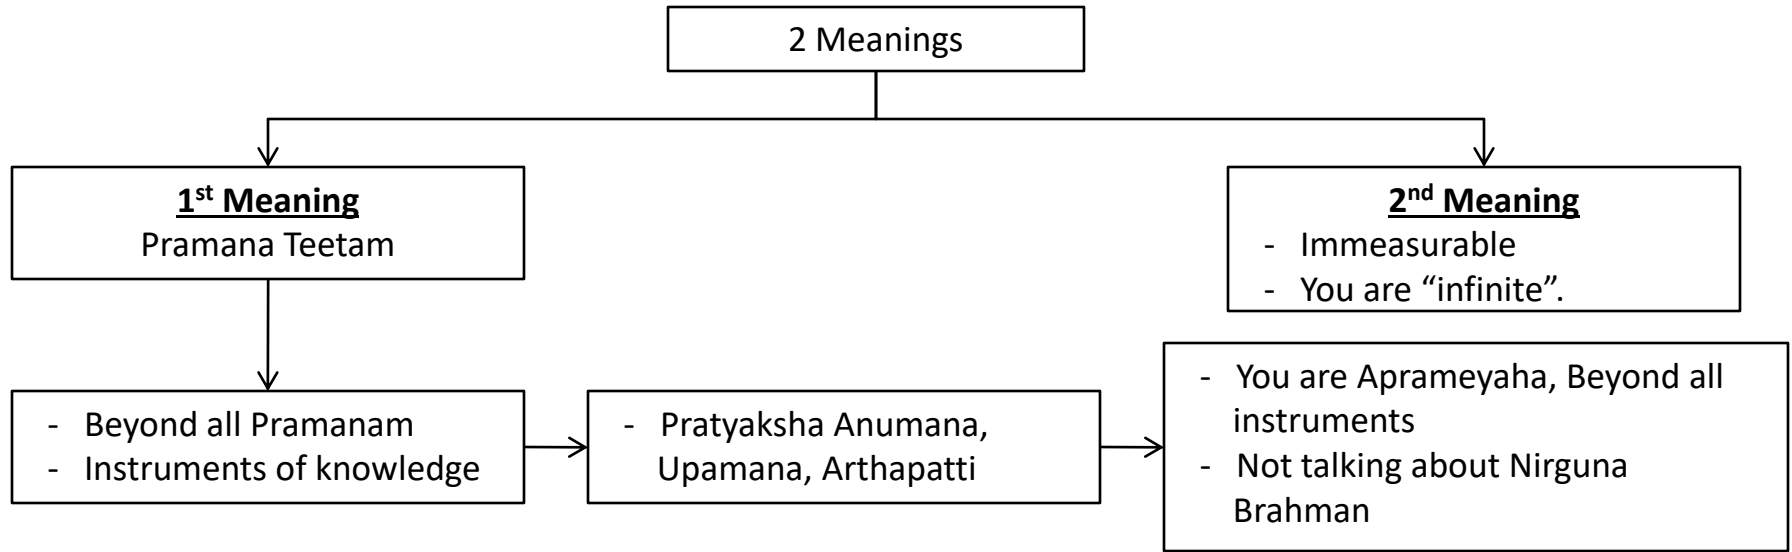 2 Meanings
1st Meaning
Pramana Teetam
2nd Meaning
- Immeasurable
- You are “infinite”.
- Beyond all Pramanam
- Instruments of knowledge
- Pratyaksha Anumana,
Upamana, Arthapatti
- You are Aprameyaha, Beyond all
instruments
- Not talking about Nirguna
Brahman